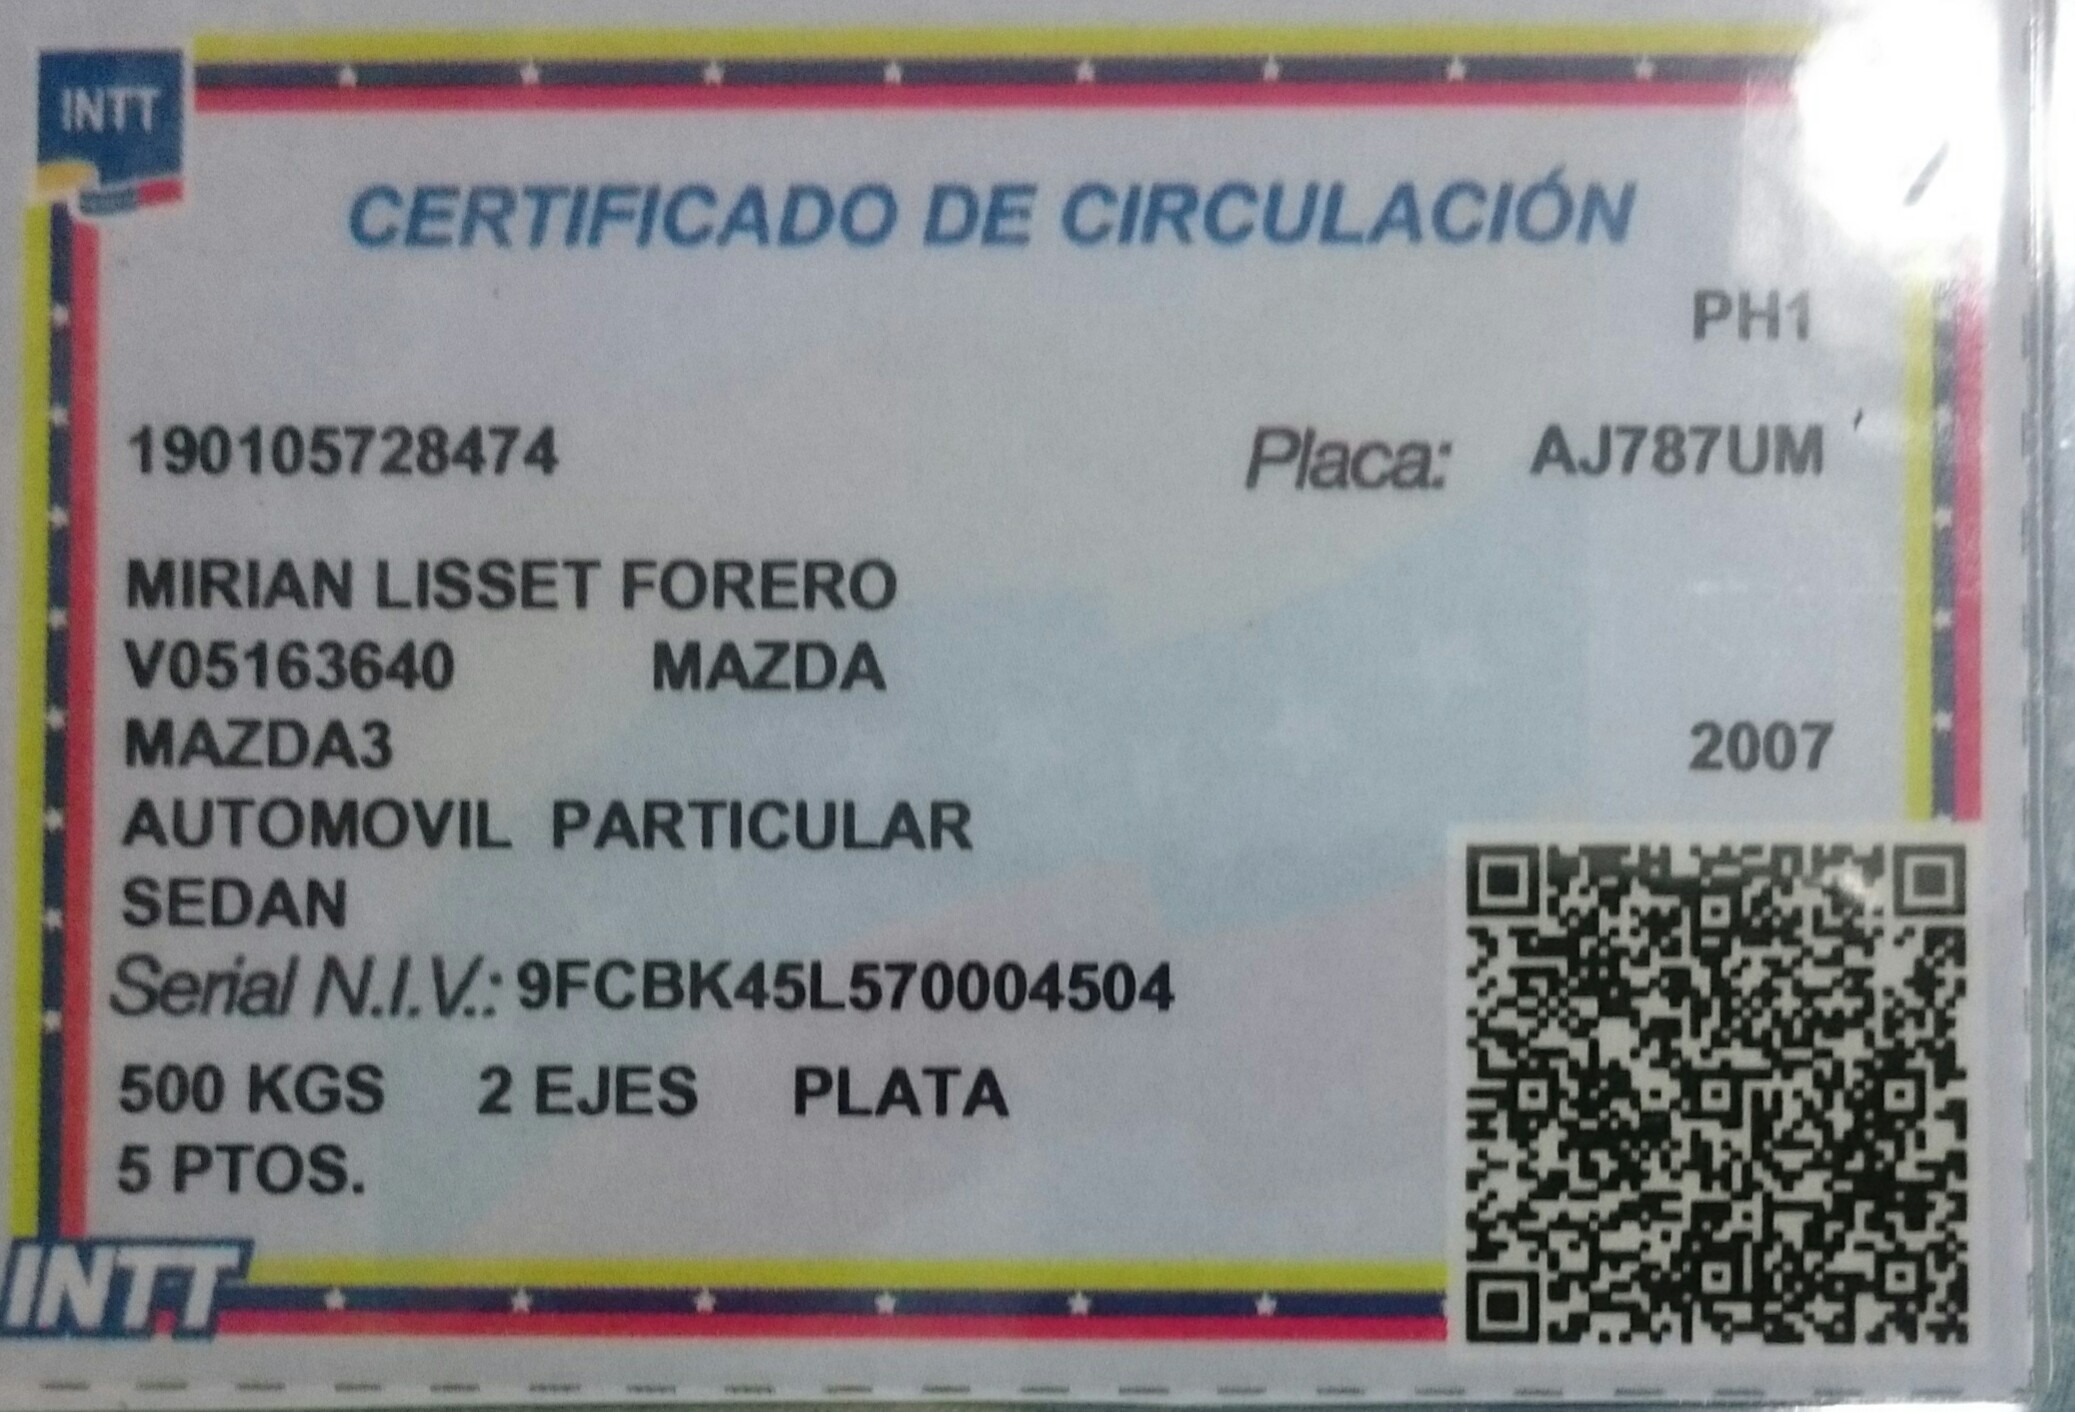 INTT
CERTIFICADO DE CIRCULACIÓN
PH1
190105728474 Placa: AJ787UM
MIRIAN LISSET FORERO
V05163640 MAZDA
MAZDA3 2007
AUTOMOVIL PARTICULAR
SEDAN
Serial N.I.V.: 9FCBK45L570004504
500 KGS 2 EJES PLATA
5 PTOS.
INTT